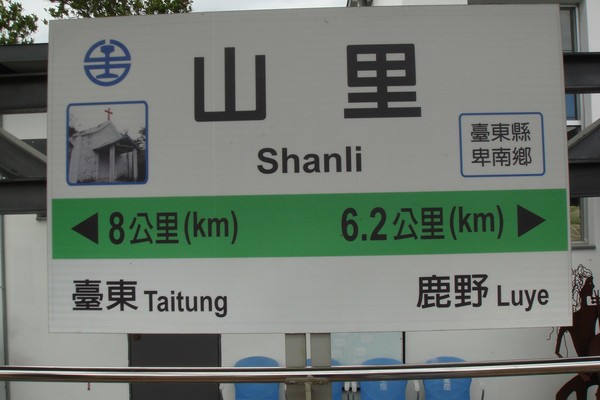 山里
Shanli
臺東縣
卑南鄉
8公里(km)
6.2公里(km)
臺東 Taitung
鹿野 Luye